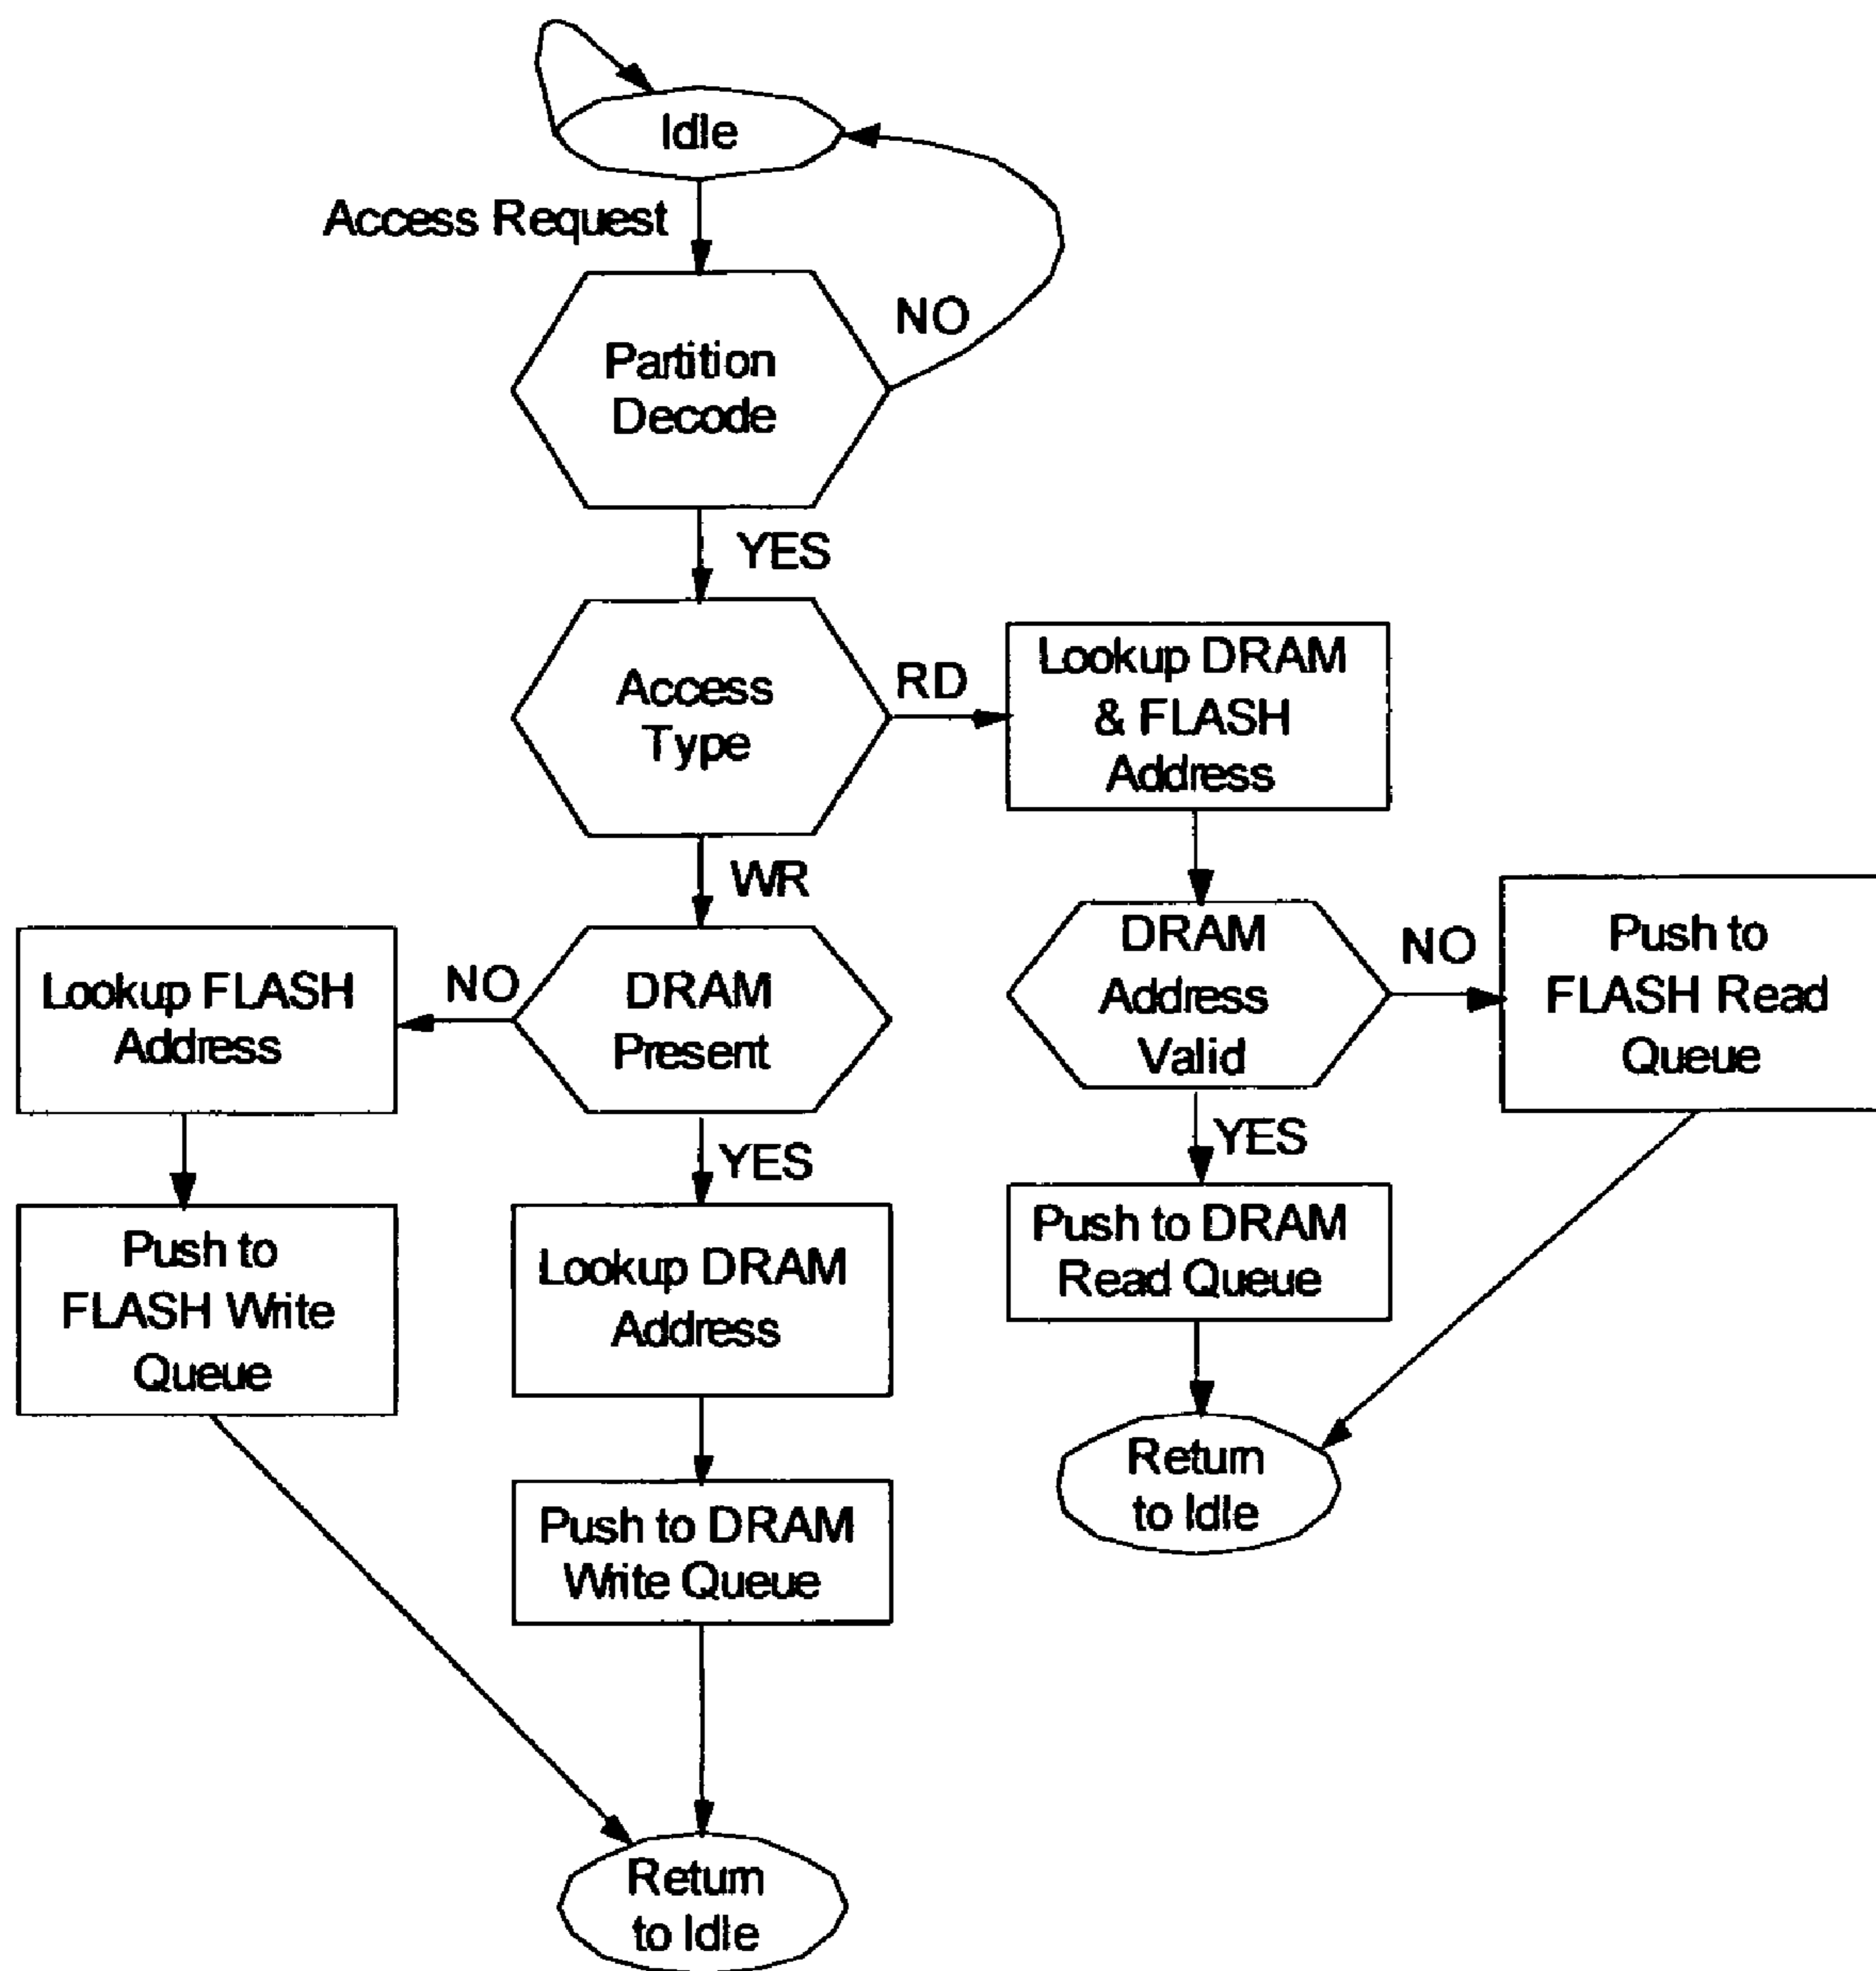 Idle
Access Request
NO
Partition
Decode
YES
Access
Type
RD
Lookup DRAM
& FLASH
Address
WR
DRAM
Present
NO
Lookup FLASH
Address
Push to
FLASH Write
Queue
YES
Lookup DRAM
Address
Push to DRAM
Write Queue
Return
to Idle
DRAM
Address
Valid
NO
Push to
FLASH Read
Queue
YES
Push to DRAM
Read Queue
Return
to Idle